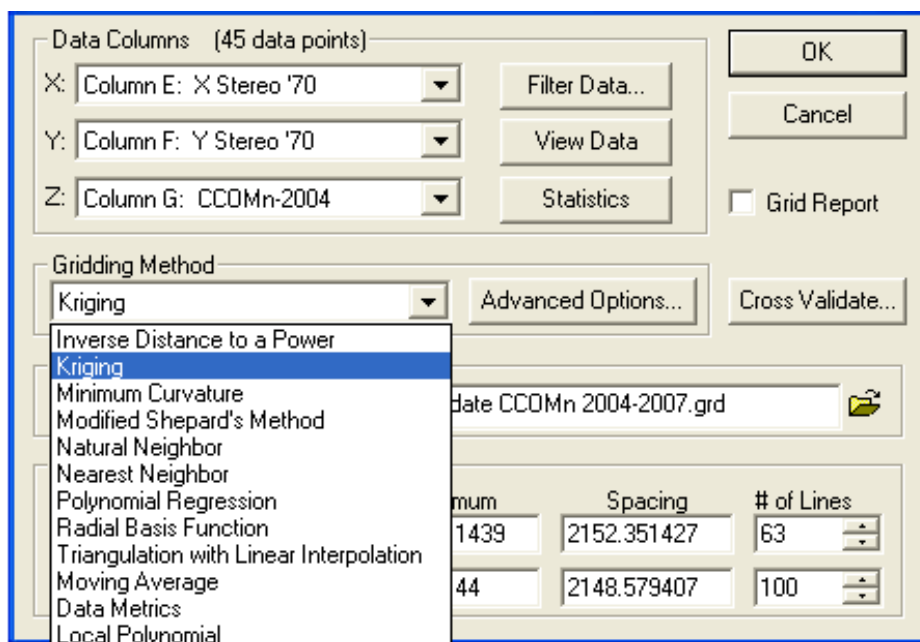 Data Columns (45 data points)
OK
X: Column E: X Stereo '70
Filter Data...
Cancel
Y: Column F: Y Stereo '70
View Data
Z: Column G: CCOMn-2004
Statistics
Grid Report
Gridding Method
Kriging
Advanced Options...
Cross Validate...
Inverse Distance to a Power
Kriging
Minimum Curvature
Modified Shepard's Method
Natural Neighbor
Nearest Neighbor
Polynomial Regression
Radial Basis Function
Triangulation with Linear Interpolation
Moving Average
Data Metrics
Local Polynomial
date CCOMn 2004-2007.grd
mum Spacing # of Lines
1439 2152.351427 63
44 2148.579407 100